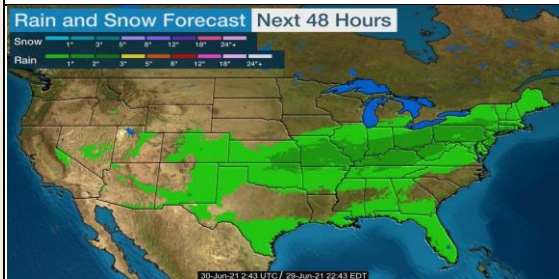 Rain and Snow Forecast Next 48 Hours
Snow 1" 3" 5" 8" 12" 18" 24"+
Rain 1" 2" 3" 5" 8" 12" 18" 24"+
30-Jun-21 2:43 UTC / 29-Jun-21 22:43 EDT